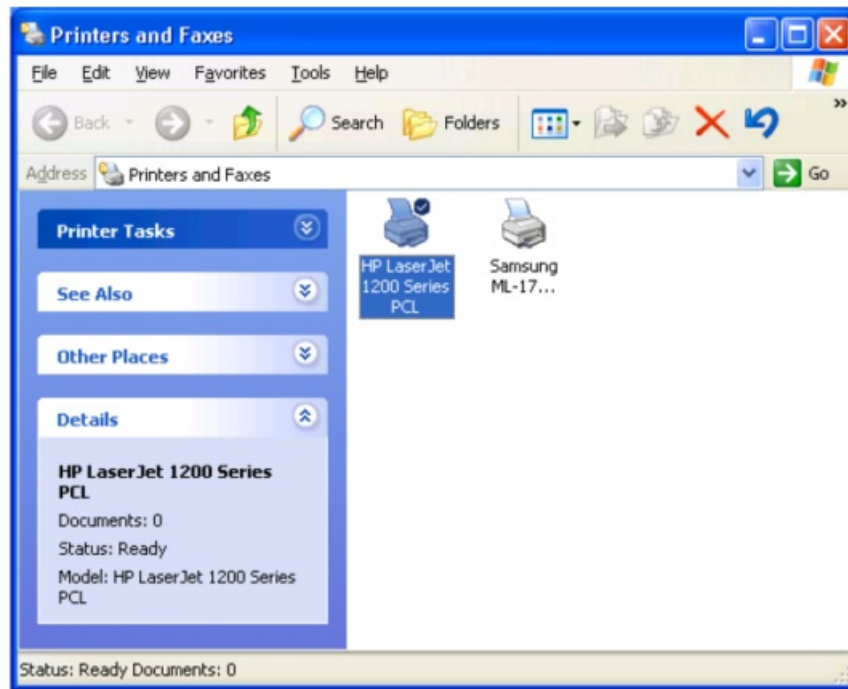 Printers and Faxes
File Edit View Favorites Tools Help
Back Search Folders »
Address Printers and Faxes Go
Printer Tasks
See Also
Other Places
Details
HP LaserJet 1200 Series
PCL
Documents: 0
Status: Ready
Model: HP LaserJet 1200 Series
PCL
HP LaserJet
1200 Series
PCL
Samsung
ML-17...
Status: Ready Documents: 0